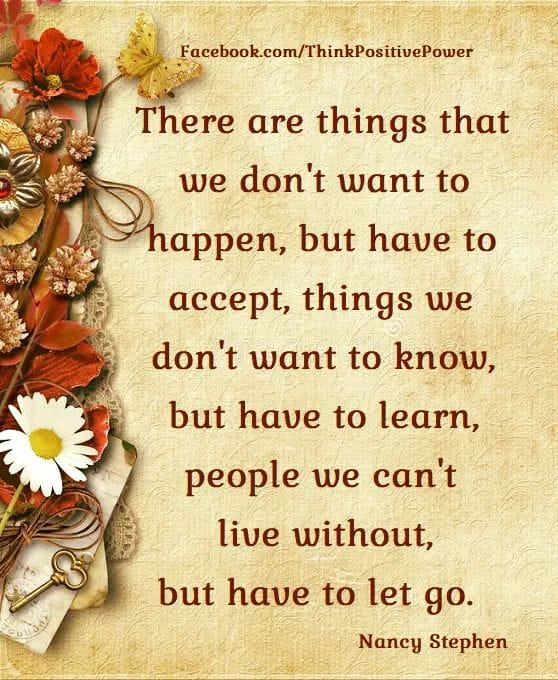 Facebook.com/ThinkPositivePower
There are things that
we don't want to
happen, but have to
accept, things we
don't want to know,
but have to learn,
people we can't
live without,
but have to let go.
Nancy Stephen